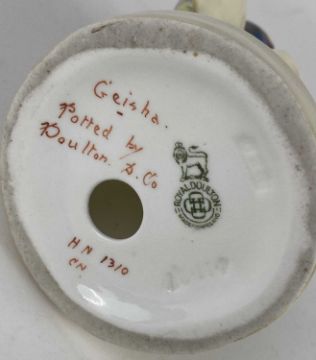 Geisha.
Potted by
Doulton & Co
ROYAL DOULTON
HN 1310
CN